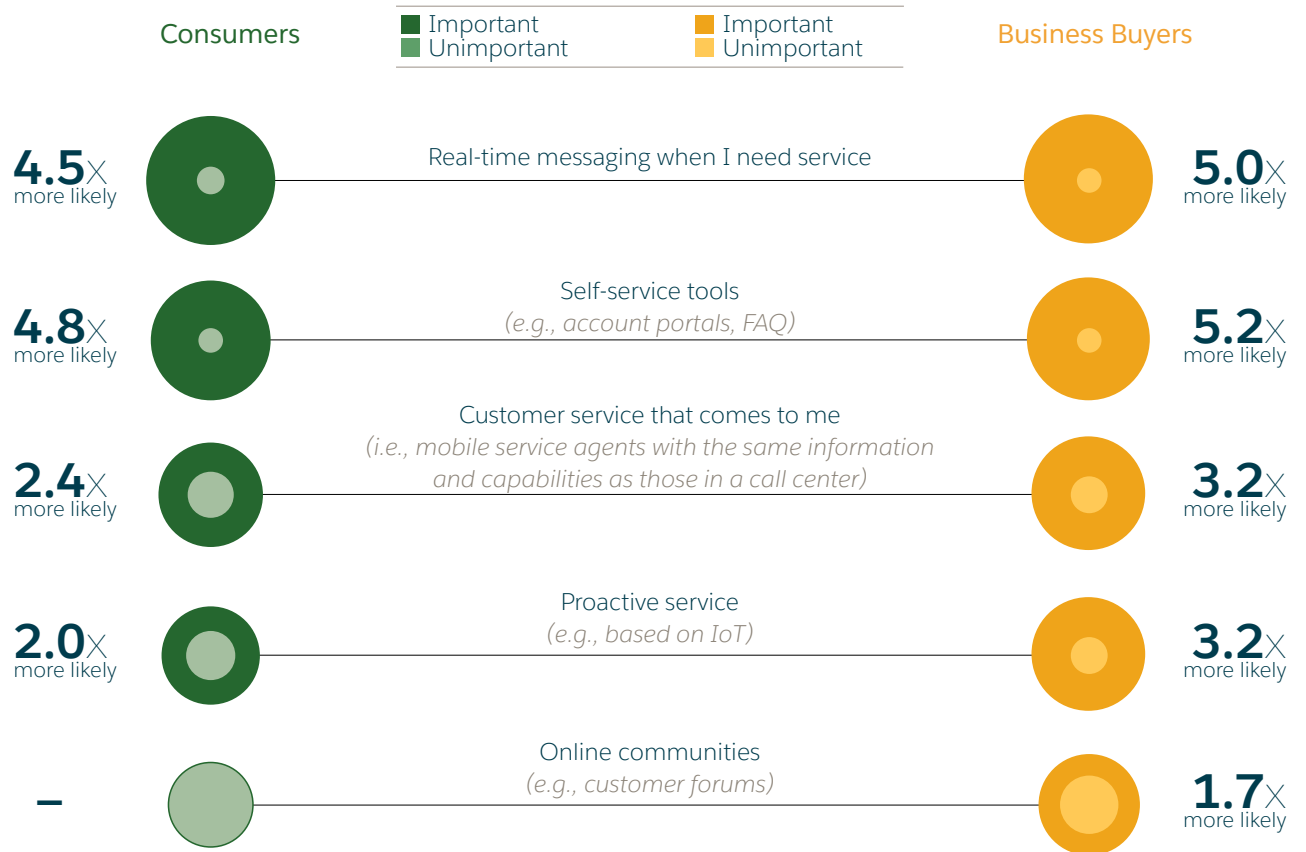 Consumers
Important
Unimportant
Important
Unimportant
Business Buyers
4.5X
more likely
Real-time messaging when I need service
5.0X
more likely
4.8X
more likely
Self-service tools
(e.g., account portals, FAQ)
5.2X
more likely
2.4X
more likely
Customer service that comes to me
(i.e., mobile service agents with the same information
and capabilities as those in a call center)
3.2X
more likely
2.0X
more likely
Proactive service
(e.g., based on IoT)
3.2X
more likely
–
Online communities
(e.g., customer forums)
1.7X
more likely